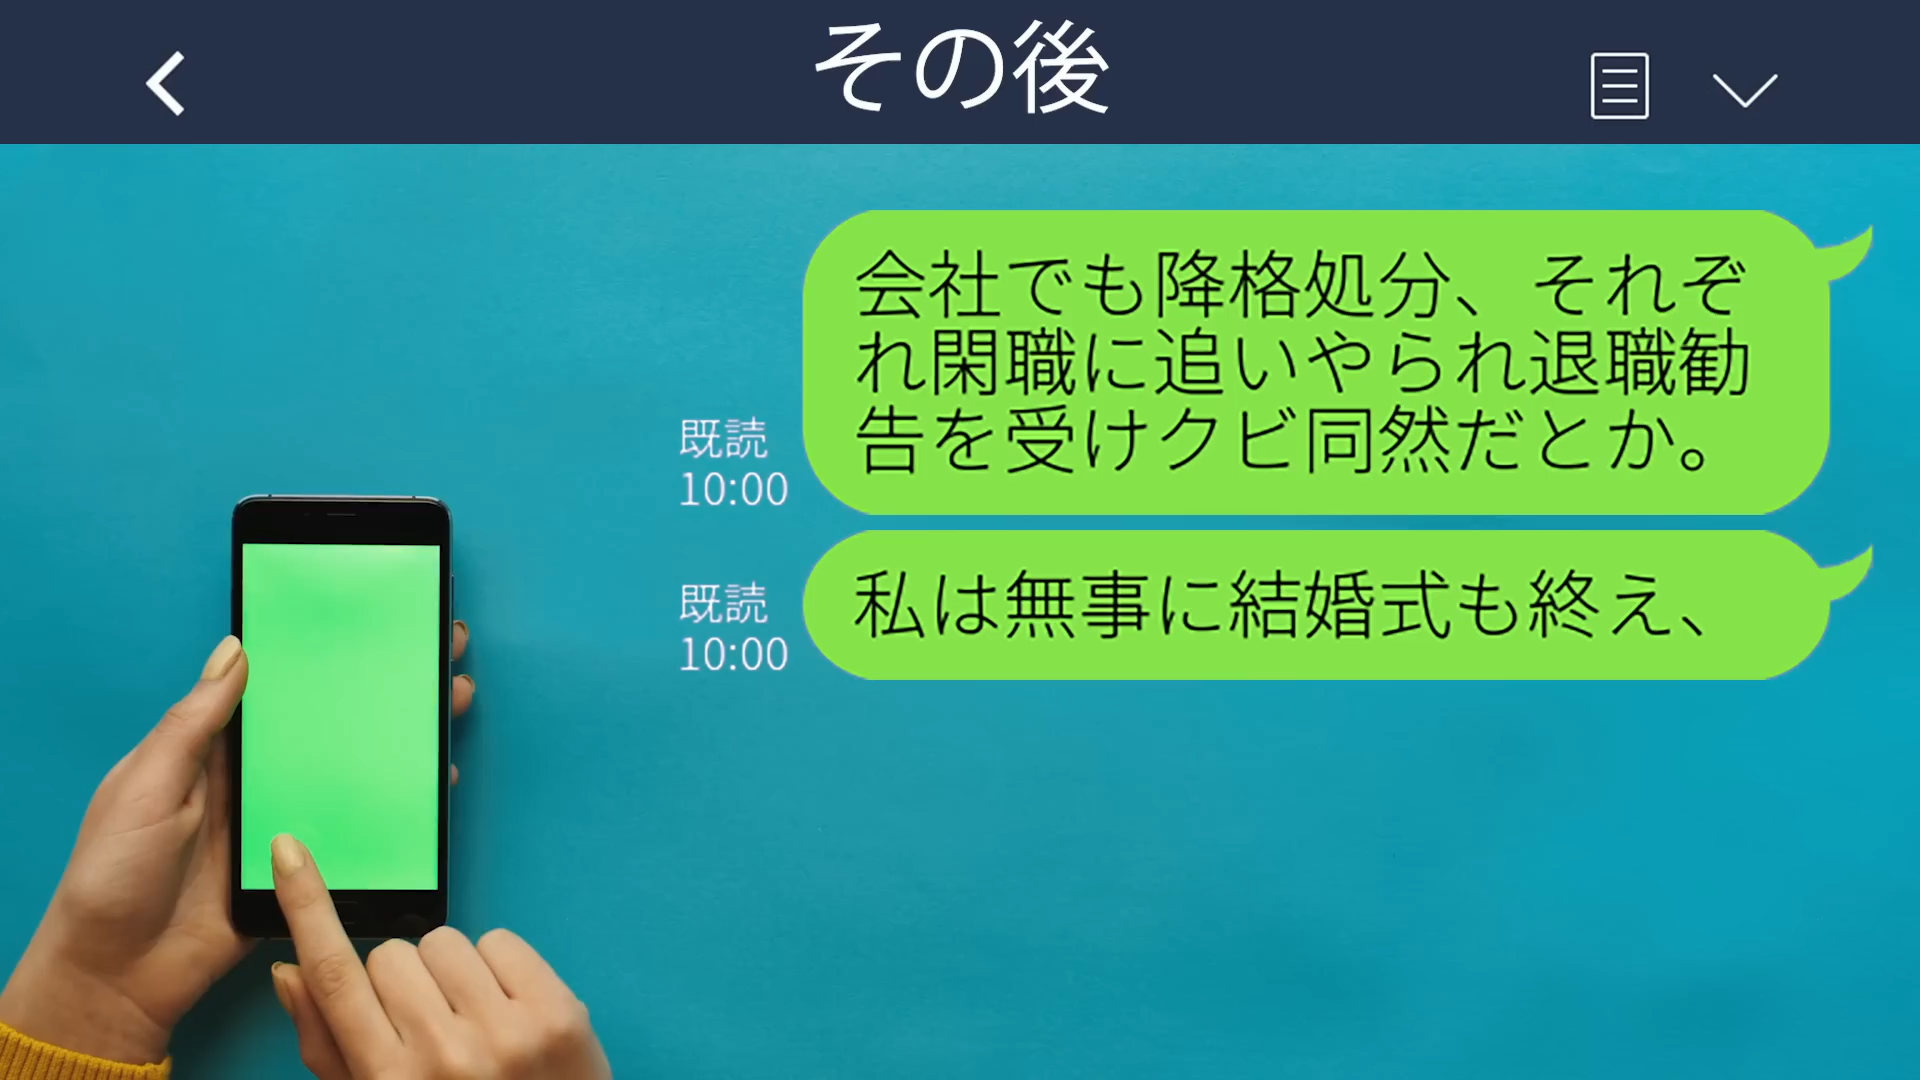 その後
会社でも降格処分、それぞ
れ閑職に追いやられ退職勧
告を受けクビ同然だとか。
既読
10:00
私は無事に結婚式も終え、
既読
10:00